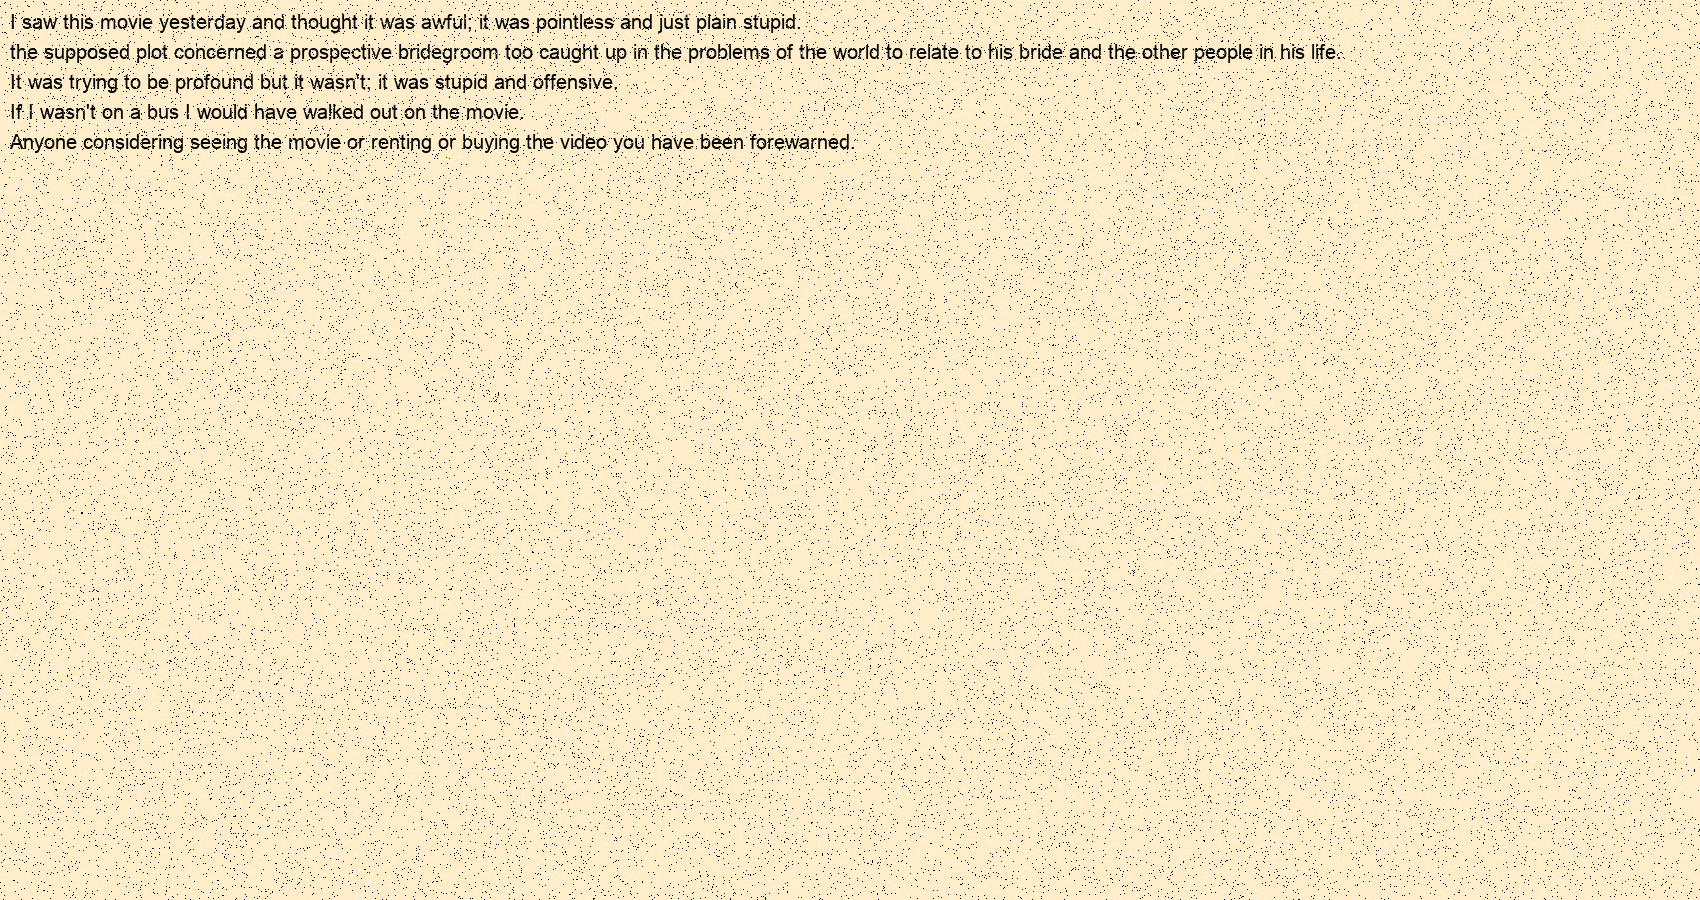 I saw this movie yesterday and thought it was awful; it was pointless and just plain stupid.
the supposed plot concerned a prospective bridegroom too caught up in the problems of the world to relate to his bride and the other people in his life.
It was trying to be profound but it wasn't; it was stupid and offensive.
If I wasn't on a bus I would have walked out on the movie.
Anyone considering seeing the movie or renting or buying the video you have been forewarned.